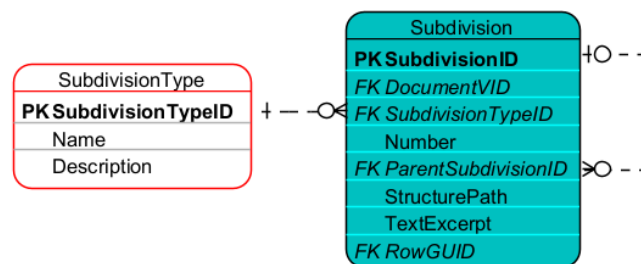 SubdivisionType
PK SubdivisionTypeID
Name
Description
Subdivision
PK SubdivisionID
FK DocumentVID
FK SubdivisionTypeID
Number
FK ParentSubdivisionID
StructurePath
TextExcerpt
FK RowGUID